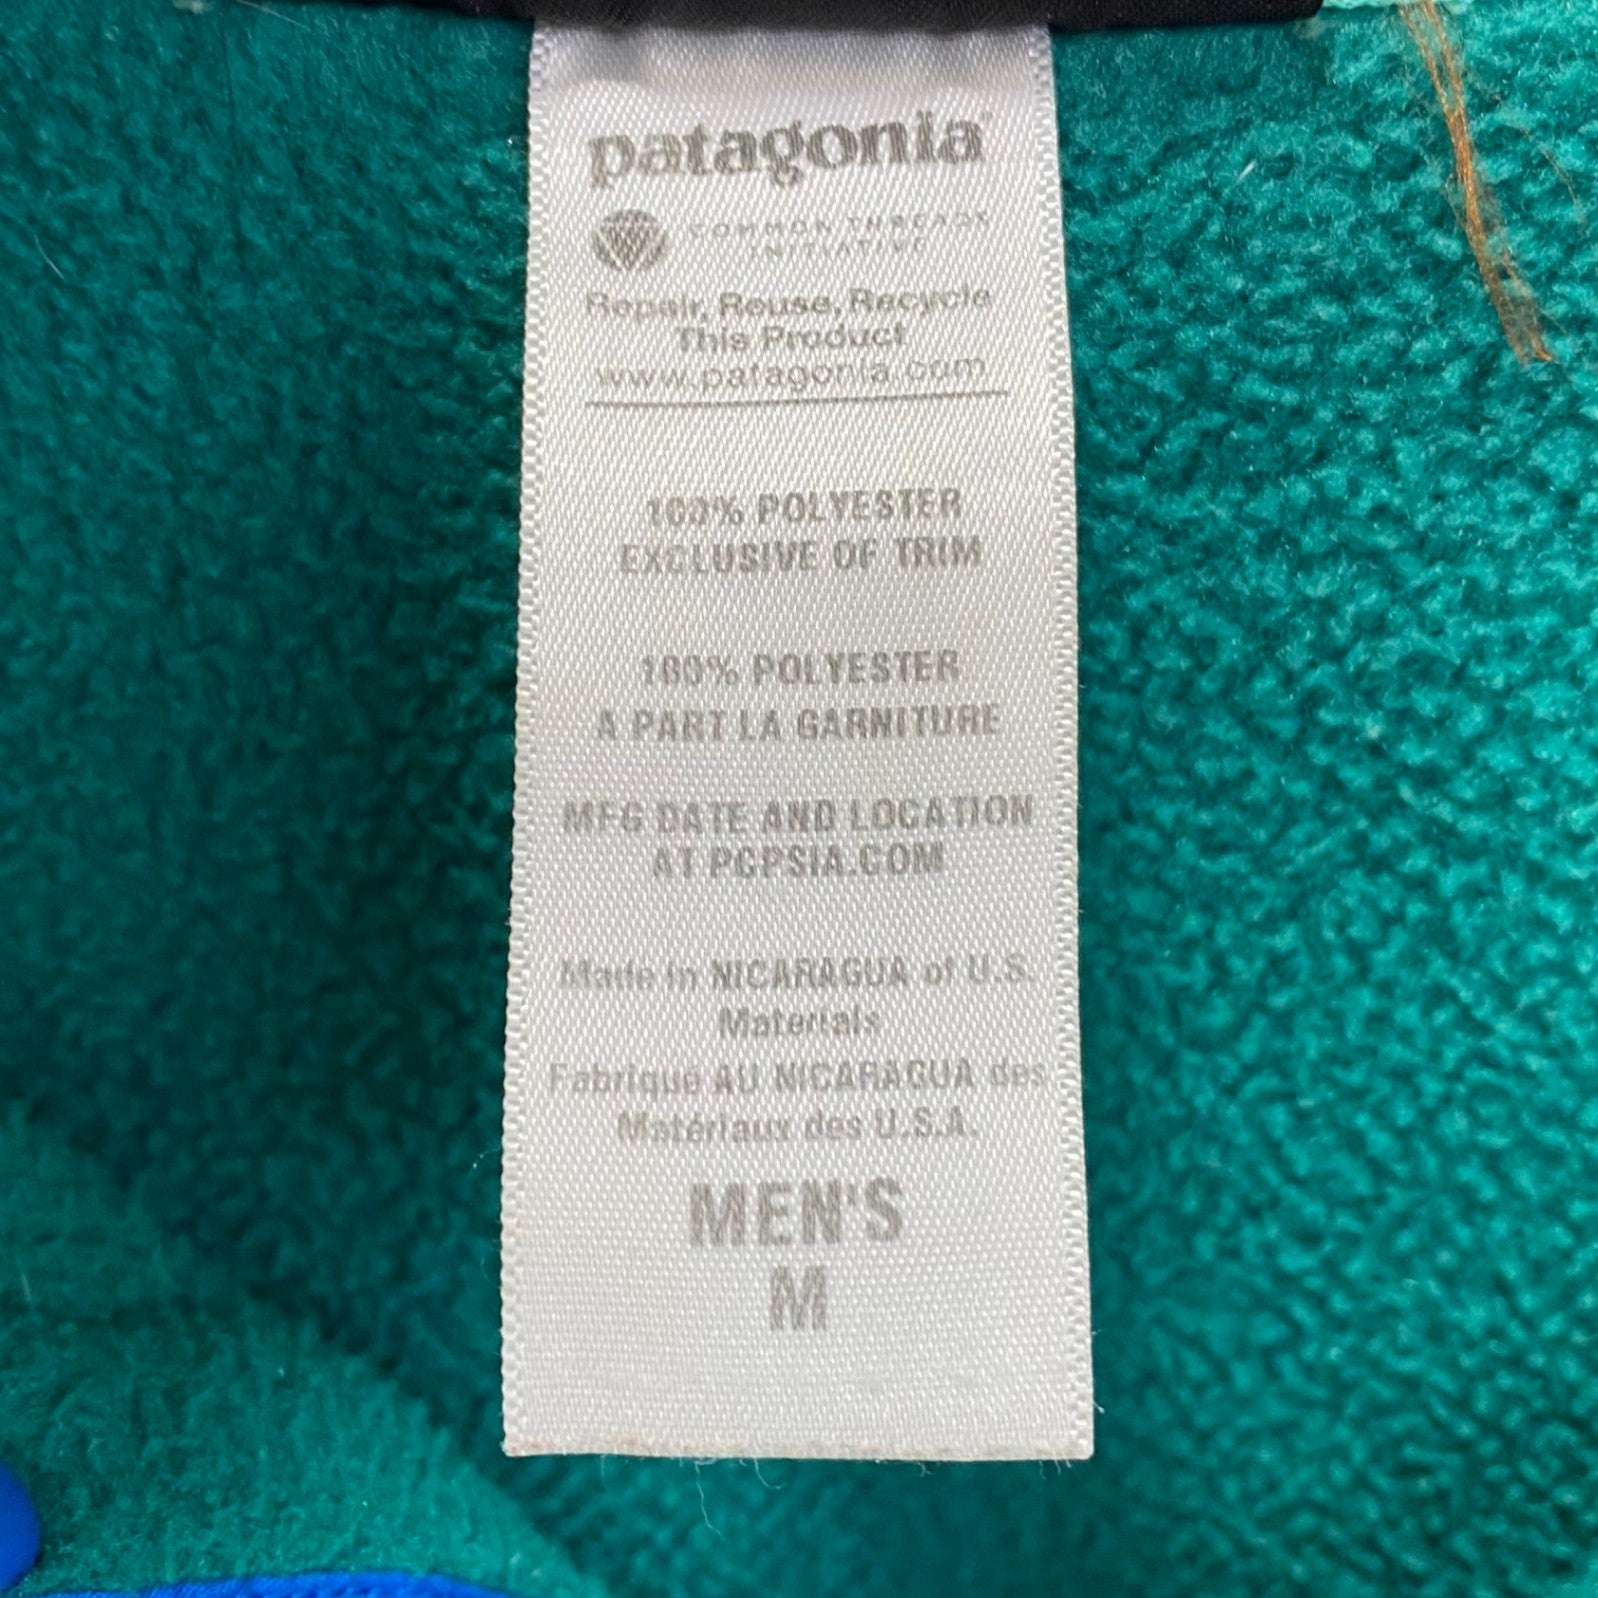 patagonia
COMMON THREADS
INITIATIVE
Repair, Reuse, Recycle
This Product
www.patagonia.com
100% POLYESTER
EXCLUSIVE OF TRIM
100% POLYESTER
A PART LA GARNITURE
MFG DATE AND LOCATION
AT PGPSIA.COM
Made in NICARAGUA of U.S.
Materials
Fabrique AU NICARAGUA des
Matériaux des U.S.A.
MEN'S
M